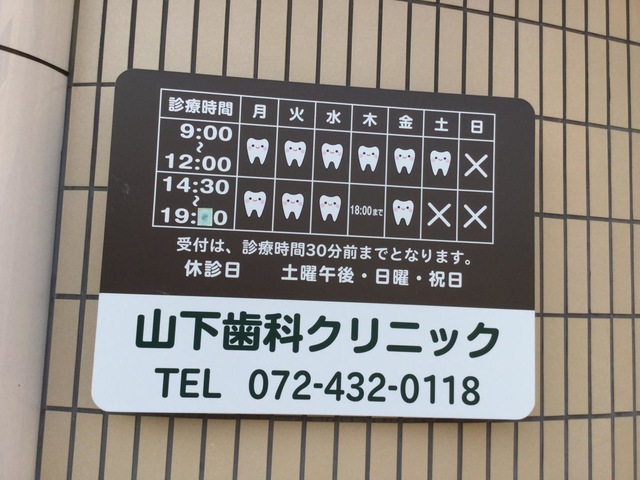 診療時間 月 火 水 木 金 土 日
9:00
~
12:00
14:30
~
18:00まで
受付は、診療時間30分前までとなります。
休診日 土曜午後・日曜・祝日
山下歯科クリニック
TEL 072-432-0118